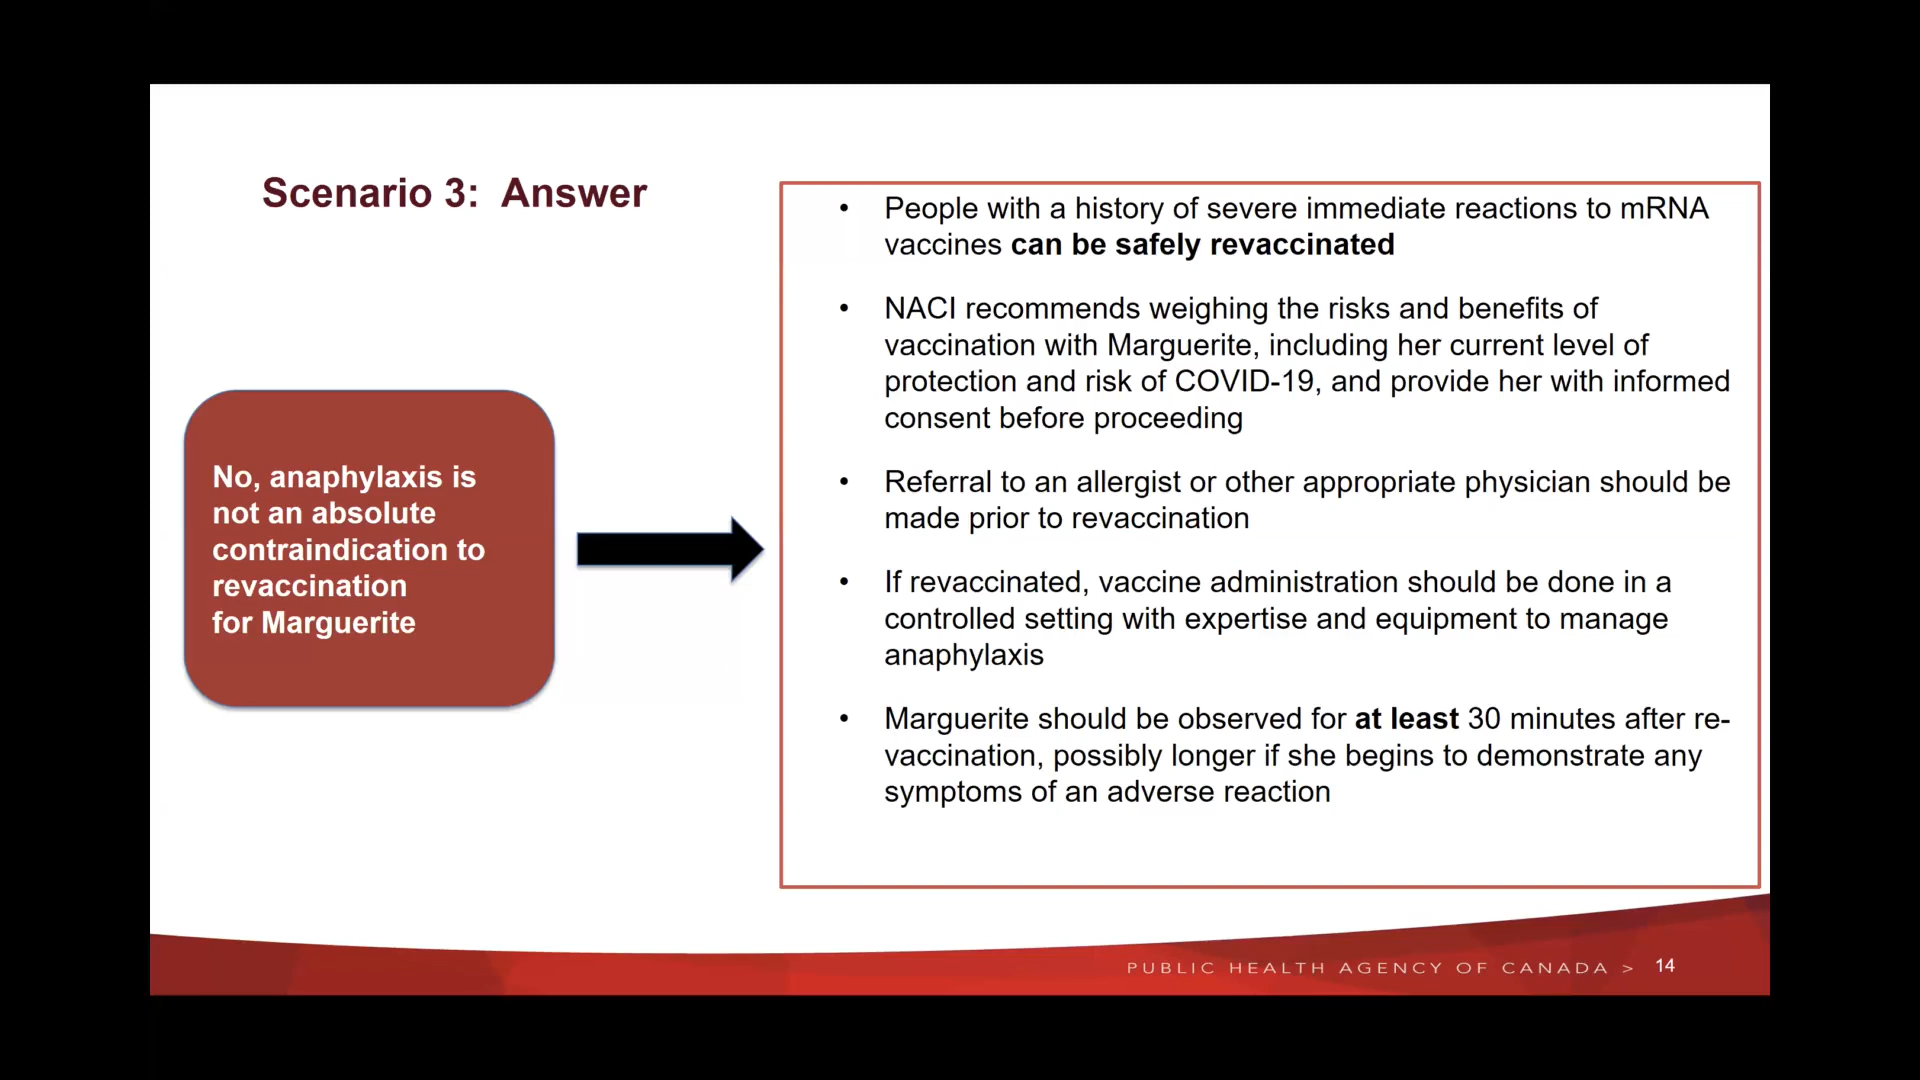 Scenario 3: Answer
No, anaphylaxis is
not an absolute
contraindication to
revaccination
for Marguerite
• People with a history of severe immediate reactions to mRNA
vaccines can be safely revaccinated
• NACI recommends weighing the risks and benefits of
vaccination with Marguerite, including her current level of
protection and risk of COVID-19, and provide her with informed
consent before proceeding
• Referral to an allergist or other appropriate physician should be
made prior to revaccination
• If revaccinated, vaccine administration should be done in a
controlled setting with expertise and equipment to manage
anaphylaxis
• Marguerite should be observed for at least 30 minutes after re-
vaccination, possibly longer if she begins to demonstrate any
symptoms of an adverse reaction
PUBLIC HEALTH AGENCY OF CANADA > 14